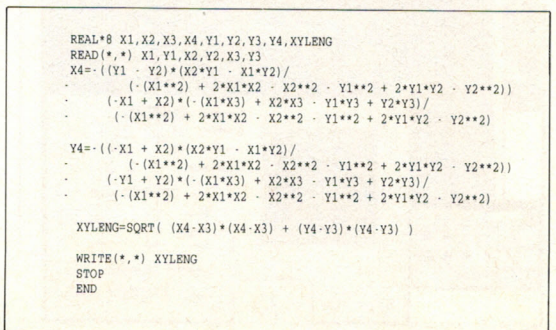 REAL*8 X1,X2,X3,X4,Y1,Y2,Y3,Y4,XYLENG
READ(*,*) X1,Y1,X2,Y2,X3,Y3
X4=-((Y1 - Y2)*(X2*Y1 - X1*Y2)/
- (-(X1**2) + 2*X1*X2 - X2**2 - Y1**2 + 2*Y1*Y2 - Y2**2))
- (-X1 + X2)*(-(X1*X3) + X2*X3 - Y1*Y3 + Y2*Y3)/
- (-(X1**2) + 2*X1*X2 - X2**2 - Y1**2 + 2*Y1*Y2 - Y2**2)
Y4=-((-X1 + X2)*(X2*Y1 - X1*Y2)/
- (-(X1**2) + 2*X1*X2 - X2**2 - Y1**2 + 2*Y1*Y2 - Y2**2))
- (-Y1 + Y2)*(-(X1*X3) + X2*X3 - Y1*Y3 + Y2*Y3)/
- (-(X1**2) + 2*X1*X2 - X2**2 - Y1**2 + 2*Y1*Y2 - Y2**2)
XYLENG=SQRT( (X4-X3)*(X4-X3) + (Y4-Y3)*(Y4-Y3) )
WRITE(*,*) XYLENG
STOP
END